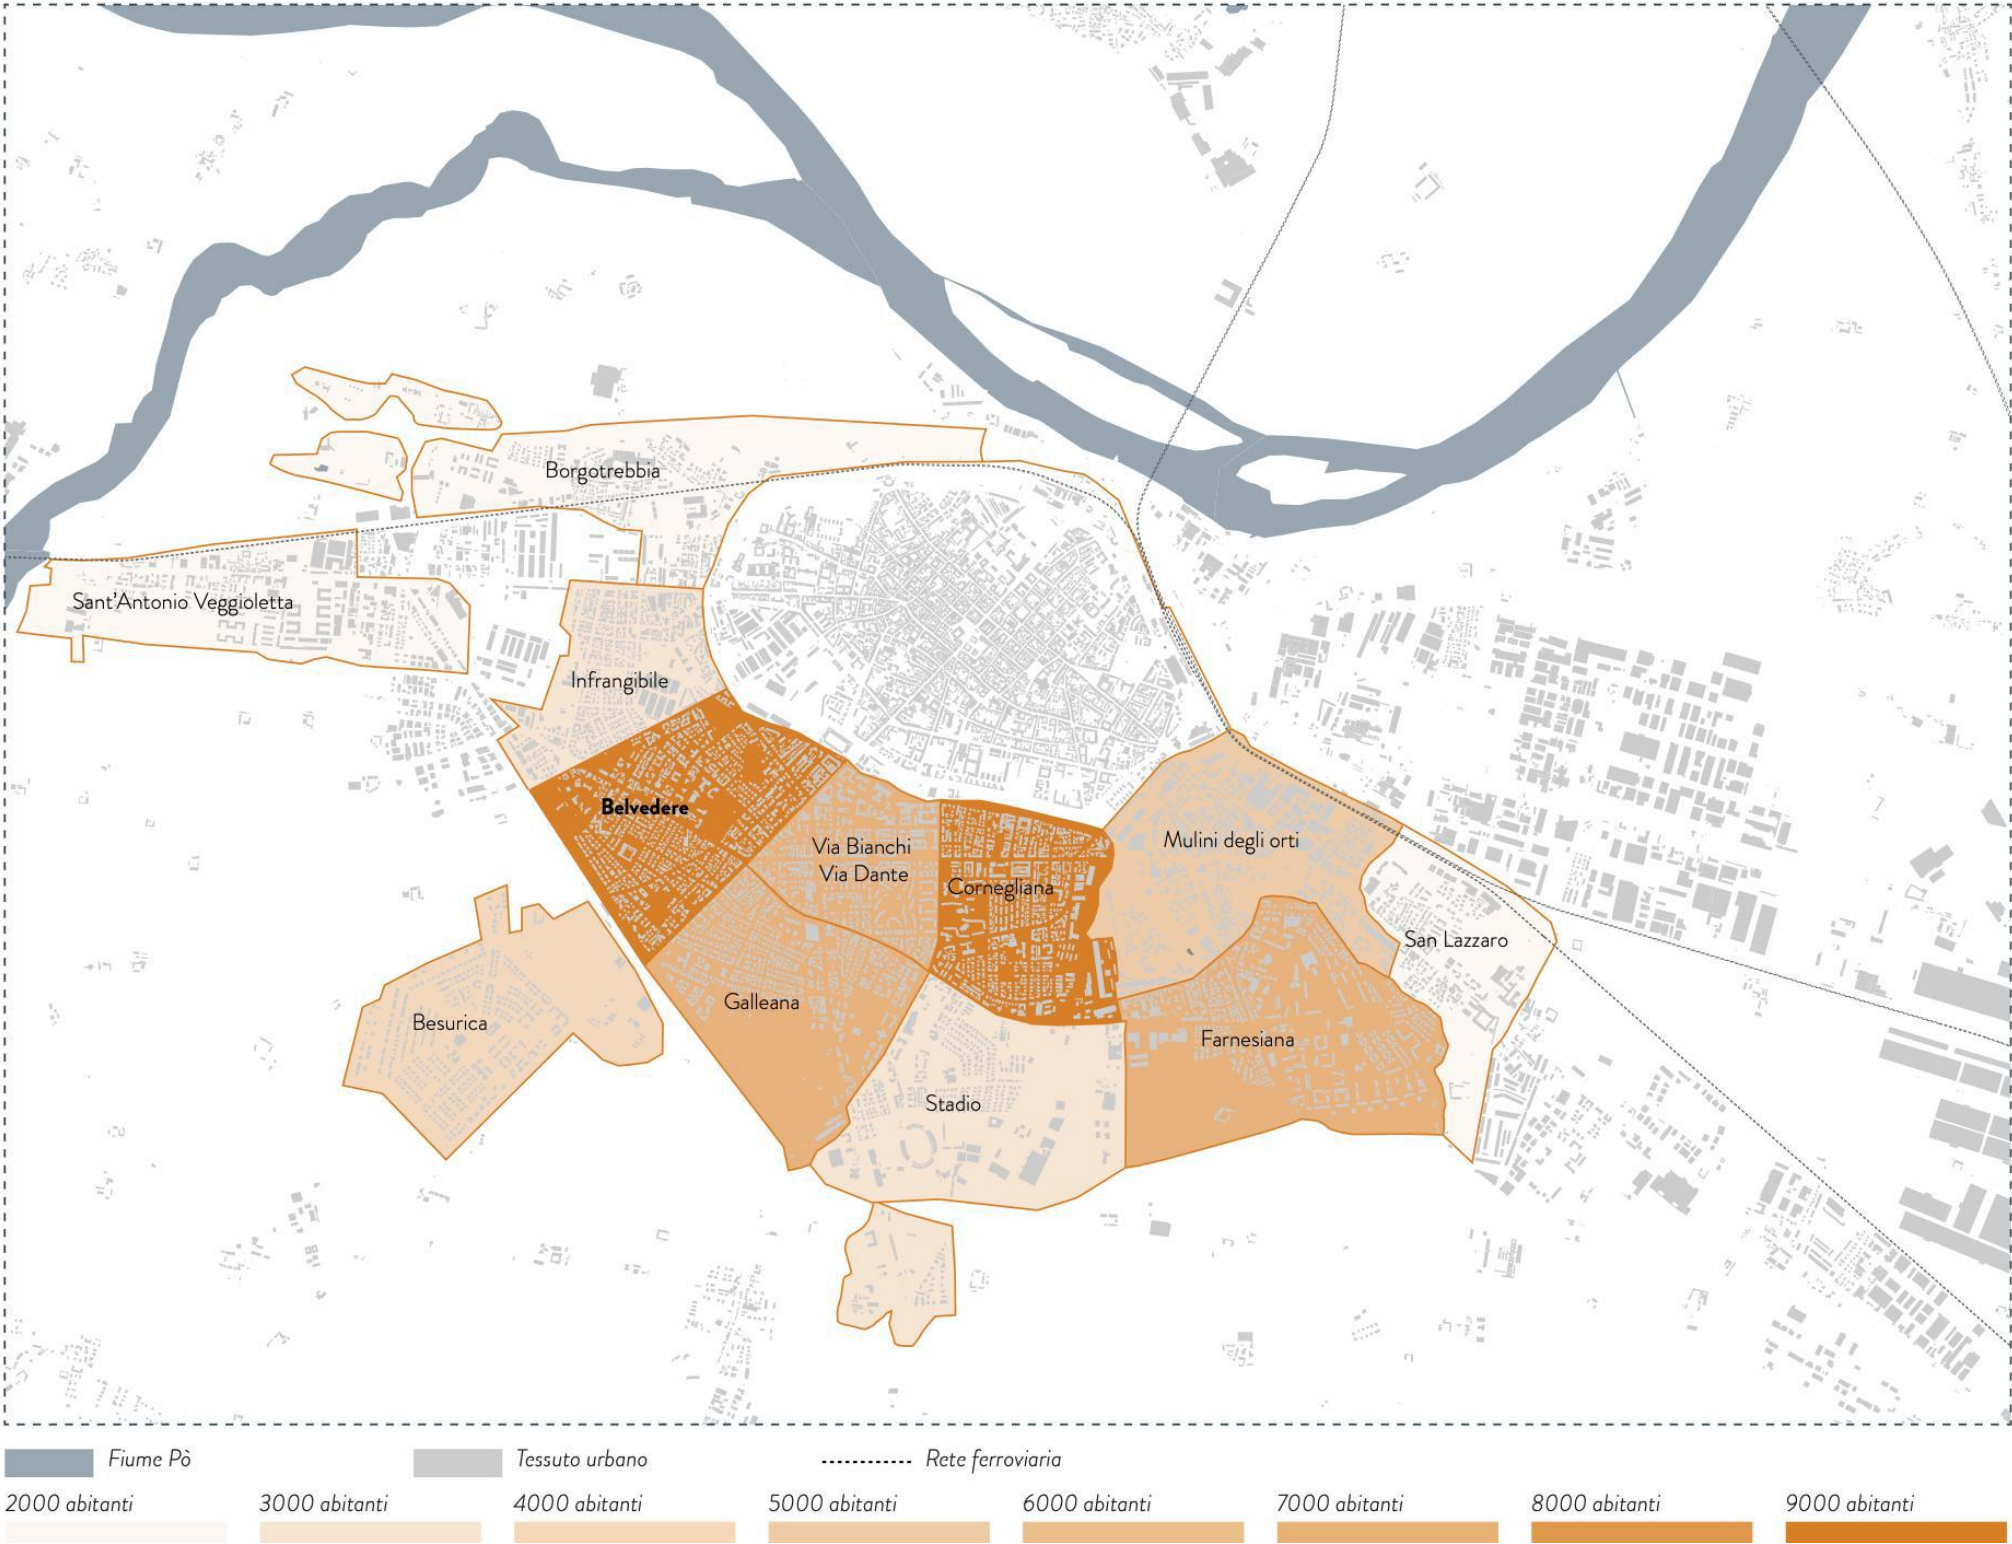 Borgotrebbia
Sant'Antonio Veggioletta
Infrangibile
Belvedere
Via Bianchi
Via Dante
Mulini degli orti
Cornegliana
San Lazzaro
Galleana
Besurica
Farnesiana
Stadio
Fiume Pò
Tessuto urbano
Rete ferroviaria
2000 abitanti
3000 abitanti
4000 abitanti
5000 abitanti
6000 abitanti
7000 abitanti
8000 abitanti
9000 abitanti